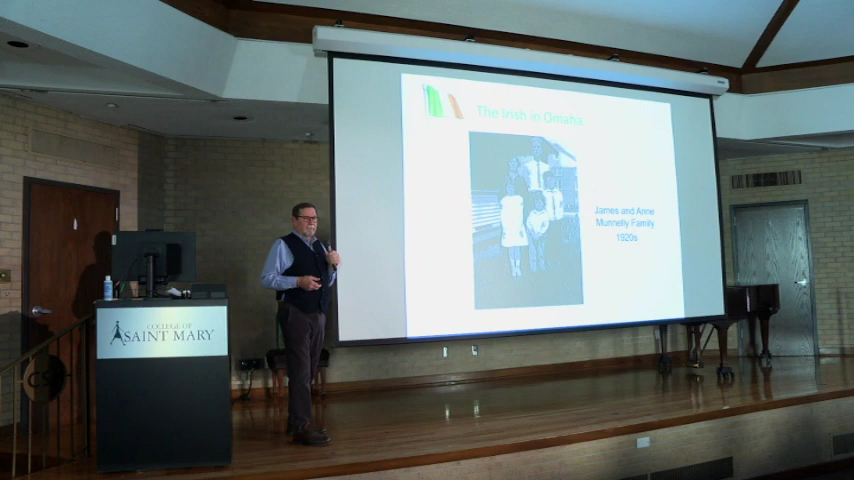 The Irish in Omaha
James and Anne
Munnelly Family
1920s
COLLEGE OF
SAINT MARY